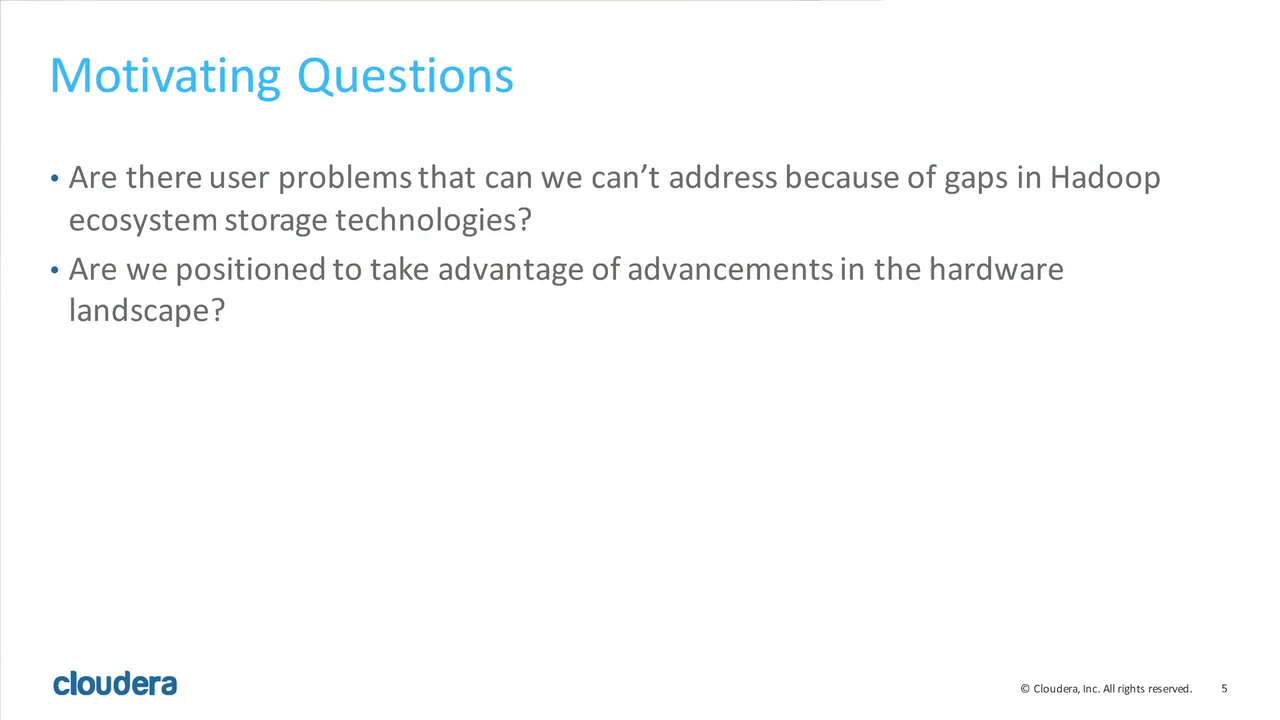 Motivating Questions
• Are there user problems that can we can’t address because of gaps in Hadoop
ecosystem storage technologies?
• Are we positioned to take advantage of advancements in the hardware
landscape?
cloudera
© Cloudera, Inc. All rights reserved. 5